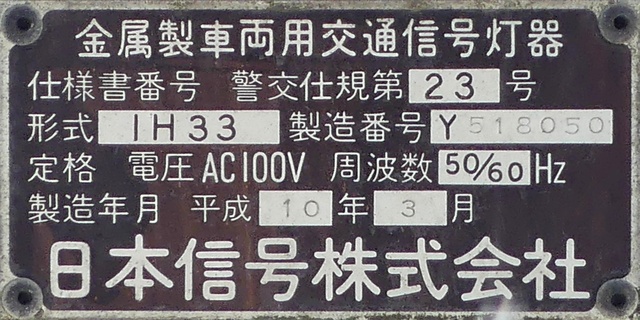 金属製車両用交通信号灯器
仕様書番号 警交仕規第 23 号
形式 1H33 製造番号 Y518050
定格 電圧 AC100V 周波数 50/60 Hz
製造年月 平成 10 年 3 月
日本信号株式会社